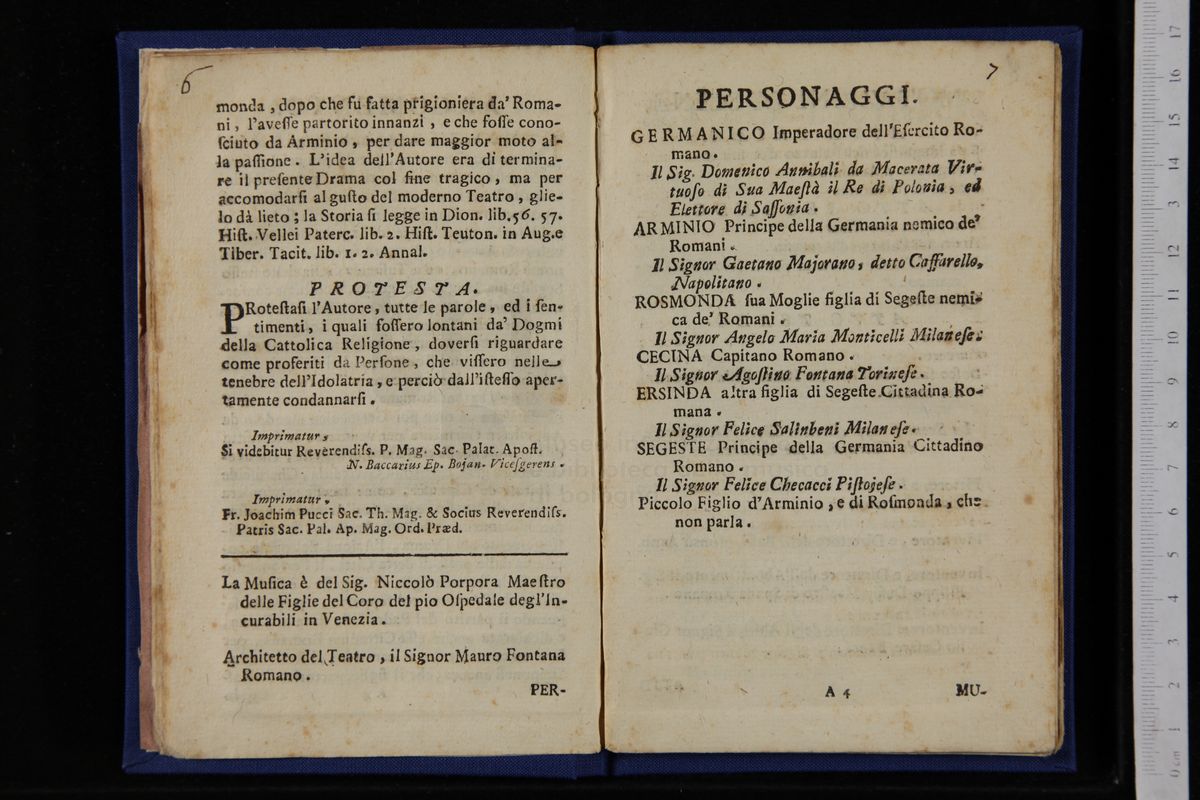 6
monda , dopo che fu fatta prigioniera da' Roma-
ni , l'aveſſe partorito innanzi , e che foſſe cono-
ſciuto da Arminio , per dare maggior moto al-
la paſſione . L'idea dell'Autore era di termina-
re il preſente Drama col fine tragico , ma per
accomodarſi al guſto del moderno Teatro , glie-
lo dà lieto ; la Storia ſi legge in Dion. lib.56. 57.
Hiſt. Vellei Paterc. lib. 2. Hiſt. Teuton. in Aug.e
Tiber. Tacit. lib. 1. 2. Annal.
PROTESTA.
PRoteſtaſi l'Autore , tutte le parole , ed i ſen-
timenti , i quali foſſero lontani da' Dogmi
della Cattolica Religione , doverſi riguardare
come proferiti da Perſone , che viſſero nelle
tenebre dell'Idolatria , e perciò dall'iſteſſo aper-
tamente condannarſi .
Imprimatur ,
Si videbitur Reverendiſs. P. Mag. Sac. Palat. Apoſt.
N. Baccarius Ep. Bojan. Viceſgerens .
Imprimatur .
Fr. Joachim Pucci Sac. Th. Mag. & Socius Reverendiſs.
Patris Sac. Pal. Ap. Mag. Ord. Præd.
La Muſica è del Sig. Niccolò Porpora Maeſtro
delle Figlie del Coro del pio Oſpedale degl'In-
curabili in Venezia .
Architetto del Teatro , il Signor Mauro Fontana
Romano .
PER-
7
PERSONAGGI.
GERMANICO Imperadore dell'Eſercito Ro-
mano .
Il Sig. Domenico Annibali da Macerata Vir-
tuoſo di Sua Maeſtà il Re di Polonia , ed
Elettore di Saſſonia .
ARMINIO Principe della Germania nemico de'
Romani .
Il Signor Gaetano Majorano , detto Caffarello,
Napolitano .
ROSMONDA ſua Moglie figlia di Segeſte nemi-
ca de' Romani .
Il Signor Angelo Maria Monticelli Milaneſe .
CECINA Capitano Romano .
Il Signor Agoſtino Fontana Torineſe .
ERSINDA altra figlia di Segeſte Cittadina Ro-
mana .
Il Signor Felice Salinbeni Milaneſe .
SEGESTE Principe della Germania Cittadino
Romano .
Il Signor Felice Checacci Piſtojeſe .
Piccolo Figlio d'Arminio , e di Roſmonda , che
non parla .
A 4
MU-